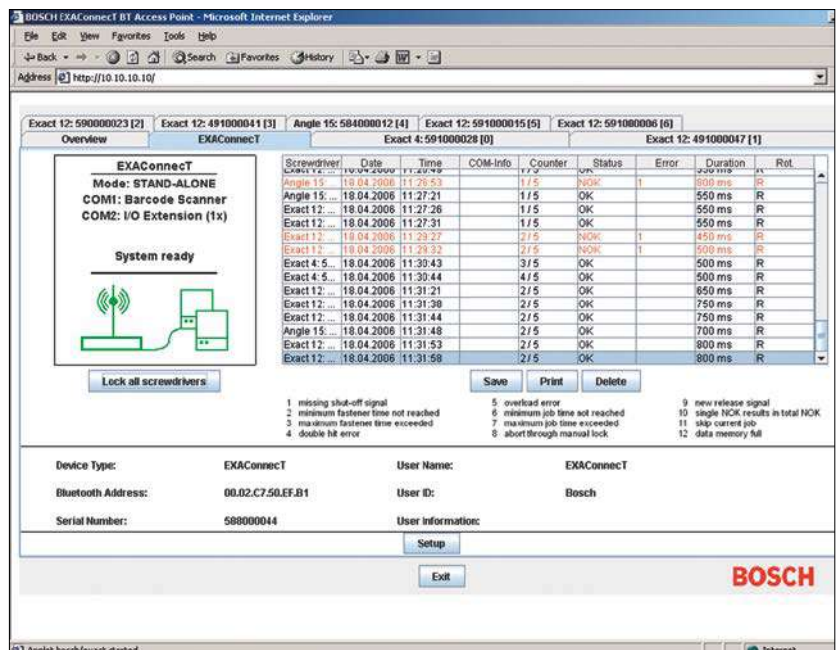 BOSCH EXAConnecT BT Access Point - Microsoft Internet Explorer
File Edit View Favorites Tools Help
Back Search Favorites History
Address http://10.10.10.10/
Exact 12: 590000023 [2] Exact 12: 491000041 [3] Angle 15: 584000012 [4] Exact 12: 591000015 [5] Exact 12: 591000006 [6]
Overview EXAConnecT Exact 4: 591000028 [0] Exact 12: 491000047 [1]
EXAConnecT
Mode: STAND-ALONE
COM1: Barcode Scanner
COM2: I/O Extension (1x)
System ready
Lock all screwdrivers
Screwdriver Date Time COM-Info Counter Status Error Duration Rot.
Angle 15: ... 18.04.2006 11:26:53 1 / 5 NOK 1 600 ms R
Angle 15: ... 18.04.2006 11:27:21 1 / 5 OK 550 ms R
Exact 12: ... 18.04.2006 11:27:26 1 / 5 OK 550 ms R
Exact 12: ... 18.04.2006 11:27:31 1 / 5 OK 550 ms R
Exact 12: ... 18.04.2006 11:29:27 2 / 5 NOK 1 450 ms R
Exact 12: ... 18.04.2006 11:29:32 2 / 5 NOK 1 500 ms R
Exact 4: 5... 18.04.2006 11:30:43 3 / 5 OK 500 ms R
Exact 4: 5... 18.04.2006 11:30:44 4 / 5 OK 500 ms R
Exact 12: ... 18.04.2006 11:31:21 2 / 5 OK 650 ms R
Exact 12: ... 18.04.2006 11:31:38 2 / 5 OK 750 ms R
Exact 12: ... 18.04.2006 11:31:44 2 / 5 OK 750 ms R
Angle 15: ... 18.04.2006 11:31:48 2 / 5 OK 700 ms R
Exact 12: ... 18.04.2006 11:31:53 2 / 5 OK 800 ms R
Exact 12: ... 18.04.2006 11:31:58 2 / 5 OK 800 ms R
Save Print Delete
1 missing shut-off signal
2 minimum fastener time not reached
3 maximum fastener time exceeded
4 double hit error
5 overload error
6 minimum job time not reached
7 maximum job time exceeded
8 abort through manual lock
9 new release signal
10 single NOK results in total NOK
11 skip current job
12 data memory full
Device Type: EXAConnecT User Name: EXAConnecT
Bluetooth Address: 00.02.C7.50.EF.B1 User ID: Bosch
Serial Number: 588000044 User Information:
Setup
Exit
BOSCH
Internet